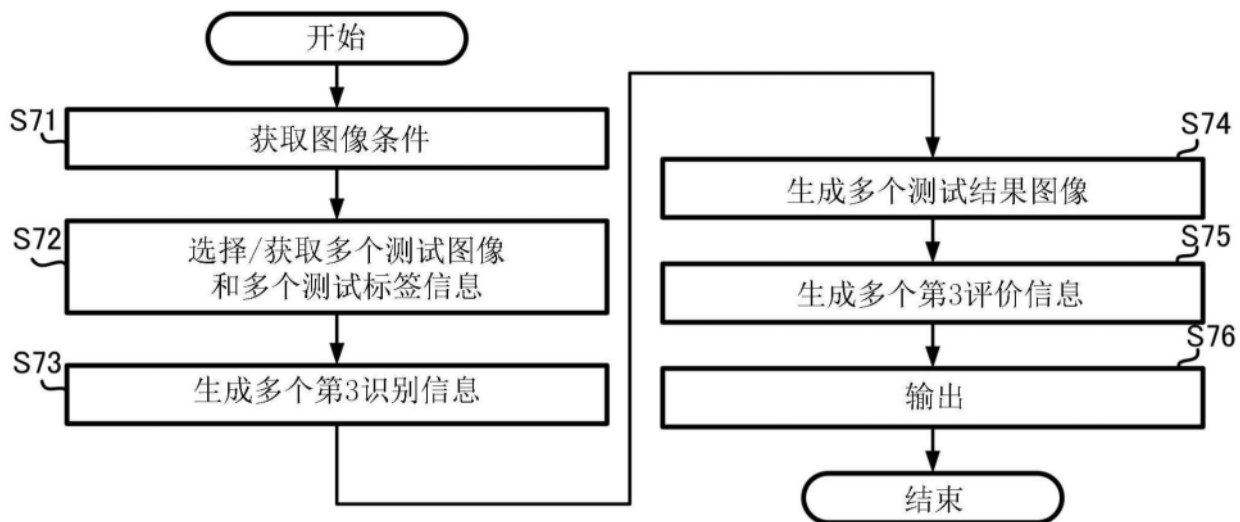 开始
S71
获取图像条件
S72
选择/获取多个测试图像
和多个测试标签信息
S73
生成多个第3识别信息
S74
生成多个测试结果图像
S75
生成多个第3评价信息
S76
输出
结束